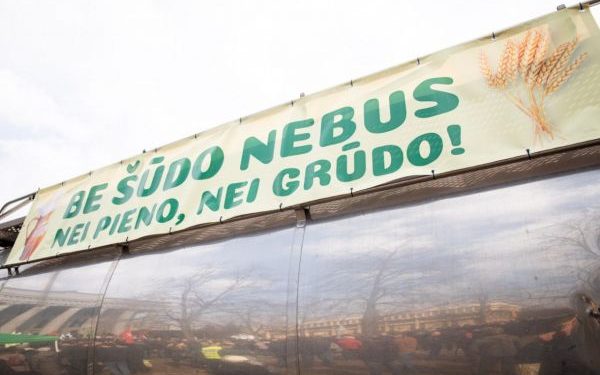 BE ŠŪDO NEBUS
NEI PIENO, NEI GRŪDO!